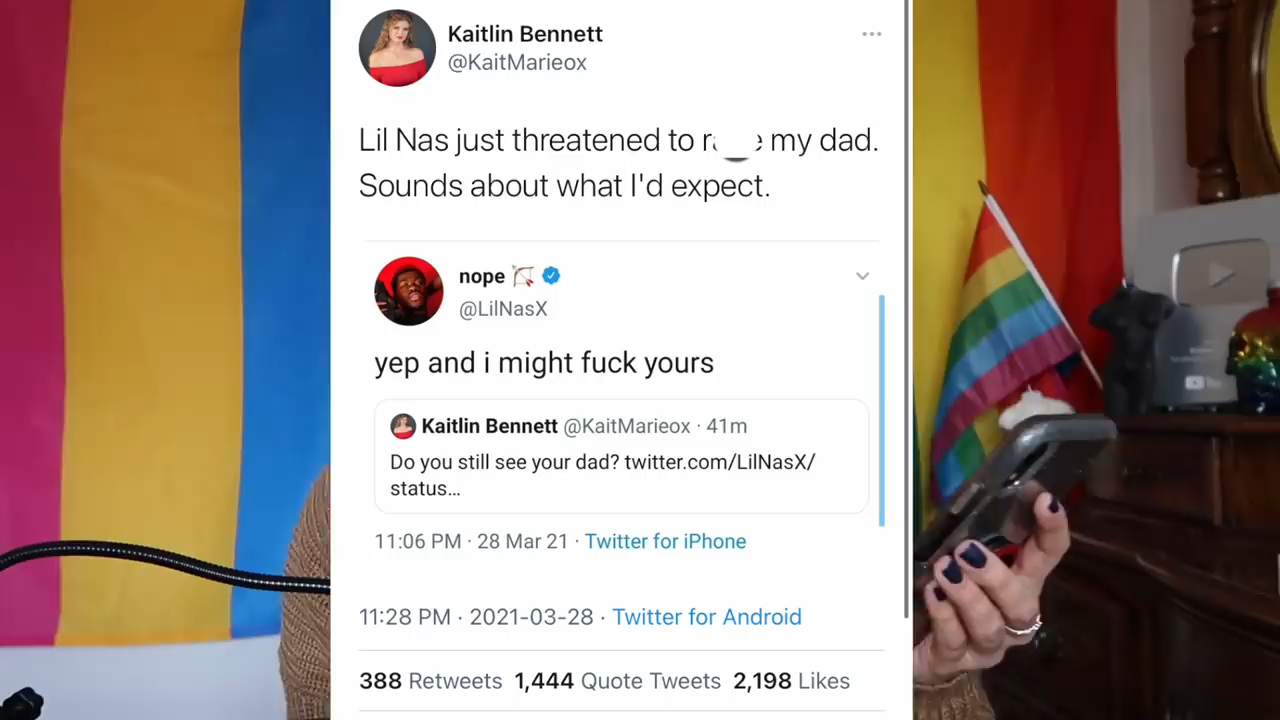 Kaitlin Bennett
@KaitMarieox
Lil Nas just threatened to my dad.
Sounds about what I'd expect.
nope
@LilNasX
yep and i might fuck yours
Kaitlin Bennett @KaitMarieox · 41m
Do you still see your dad? twitter.com/LilNasX/
status...
11:06 PM · 28 Mar 21 · Twitter for iPhone
11:28 PM · 2021-03-28 · Twitter for Android
388 Retweets 1,444 Quote Tweets 2,198 Likes